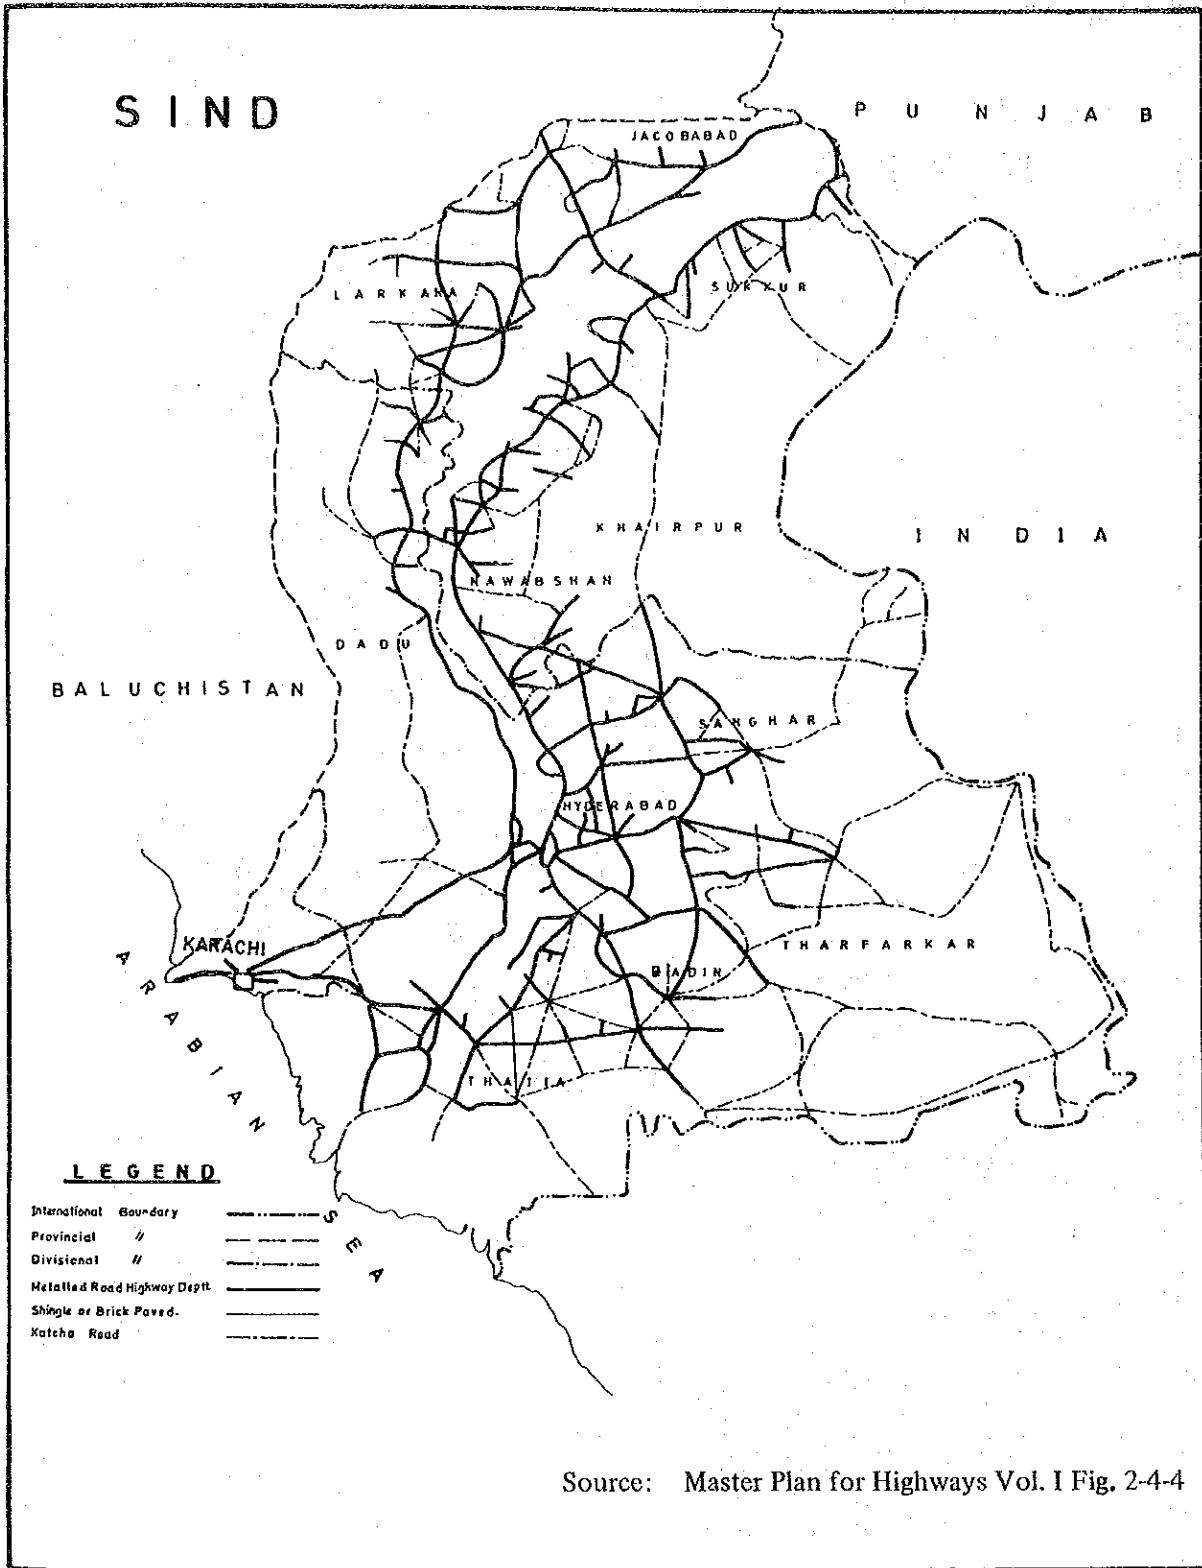 SIND
PUNJAB
JACOBABAD
SUKKUR
LARKANA
KHAIRPUR
INDIA
NAWABSHAH
DADU
BALUCHISTAN
SANGHAR
HYDERABAD
KARACHI
THARFARKAR
BADIN
ARABIAN SEA
THATTA
LEGEND
International Boundary
Provincial "
Divisional "
Metalled Road Highway Deptt.
Shingle or Brick Paved.
Katcha Road
Source: Master Plan for Highways Vol. I Fig. 2-4-4